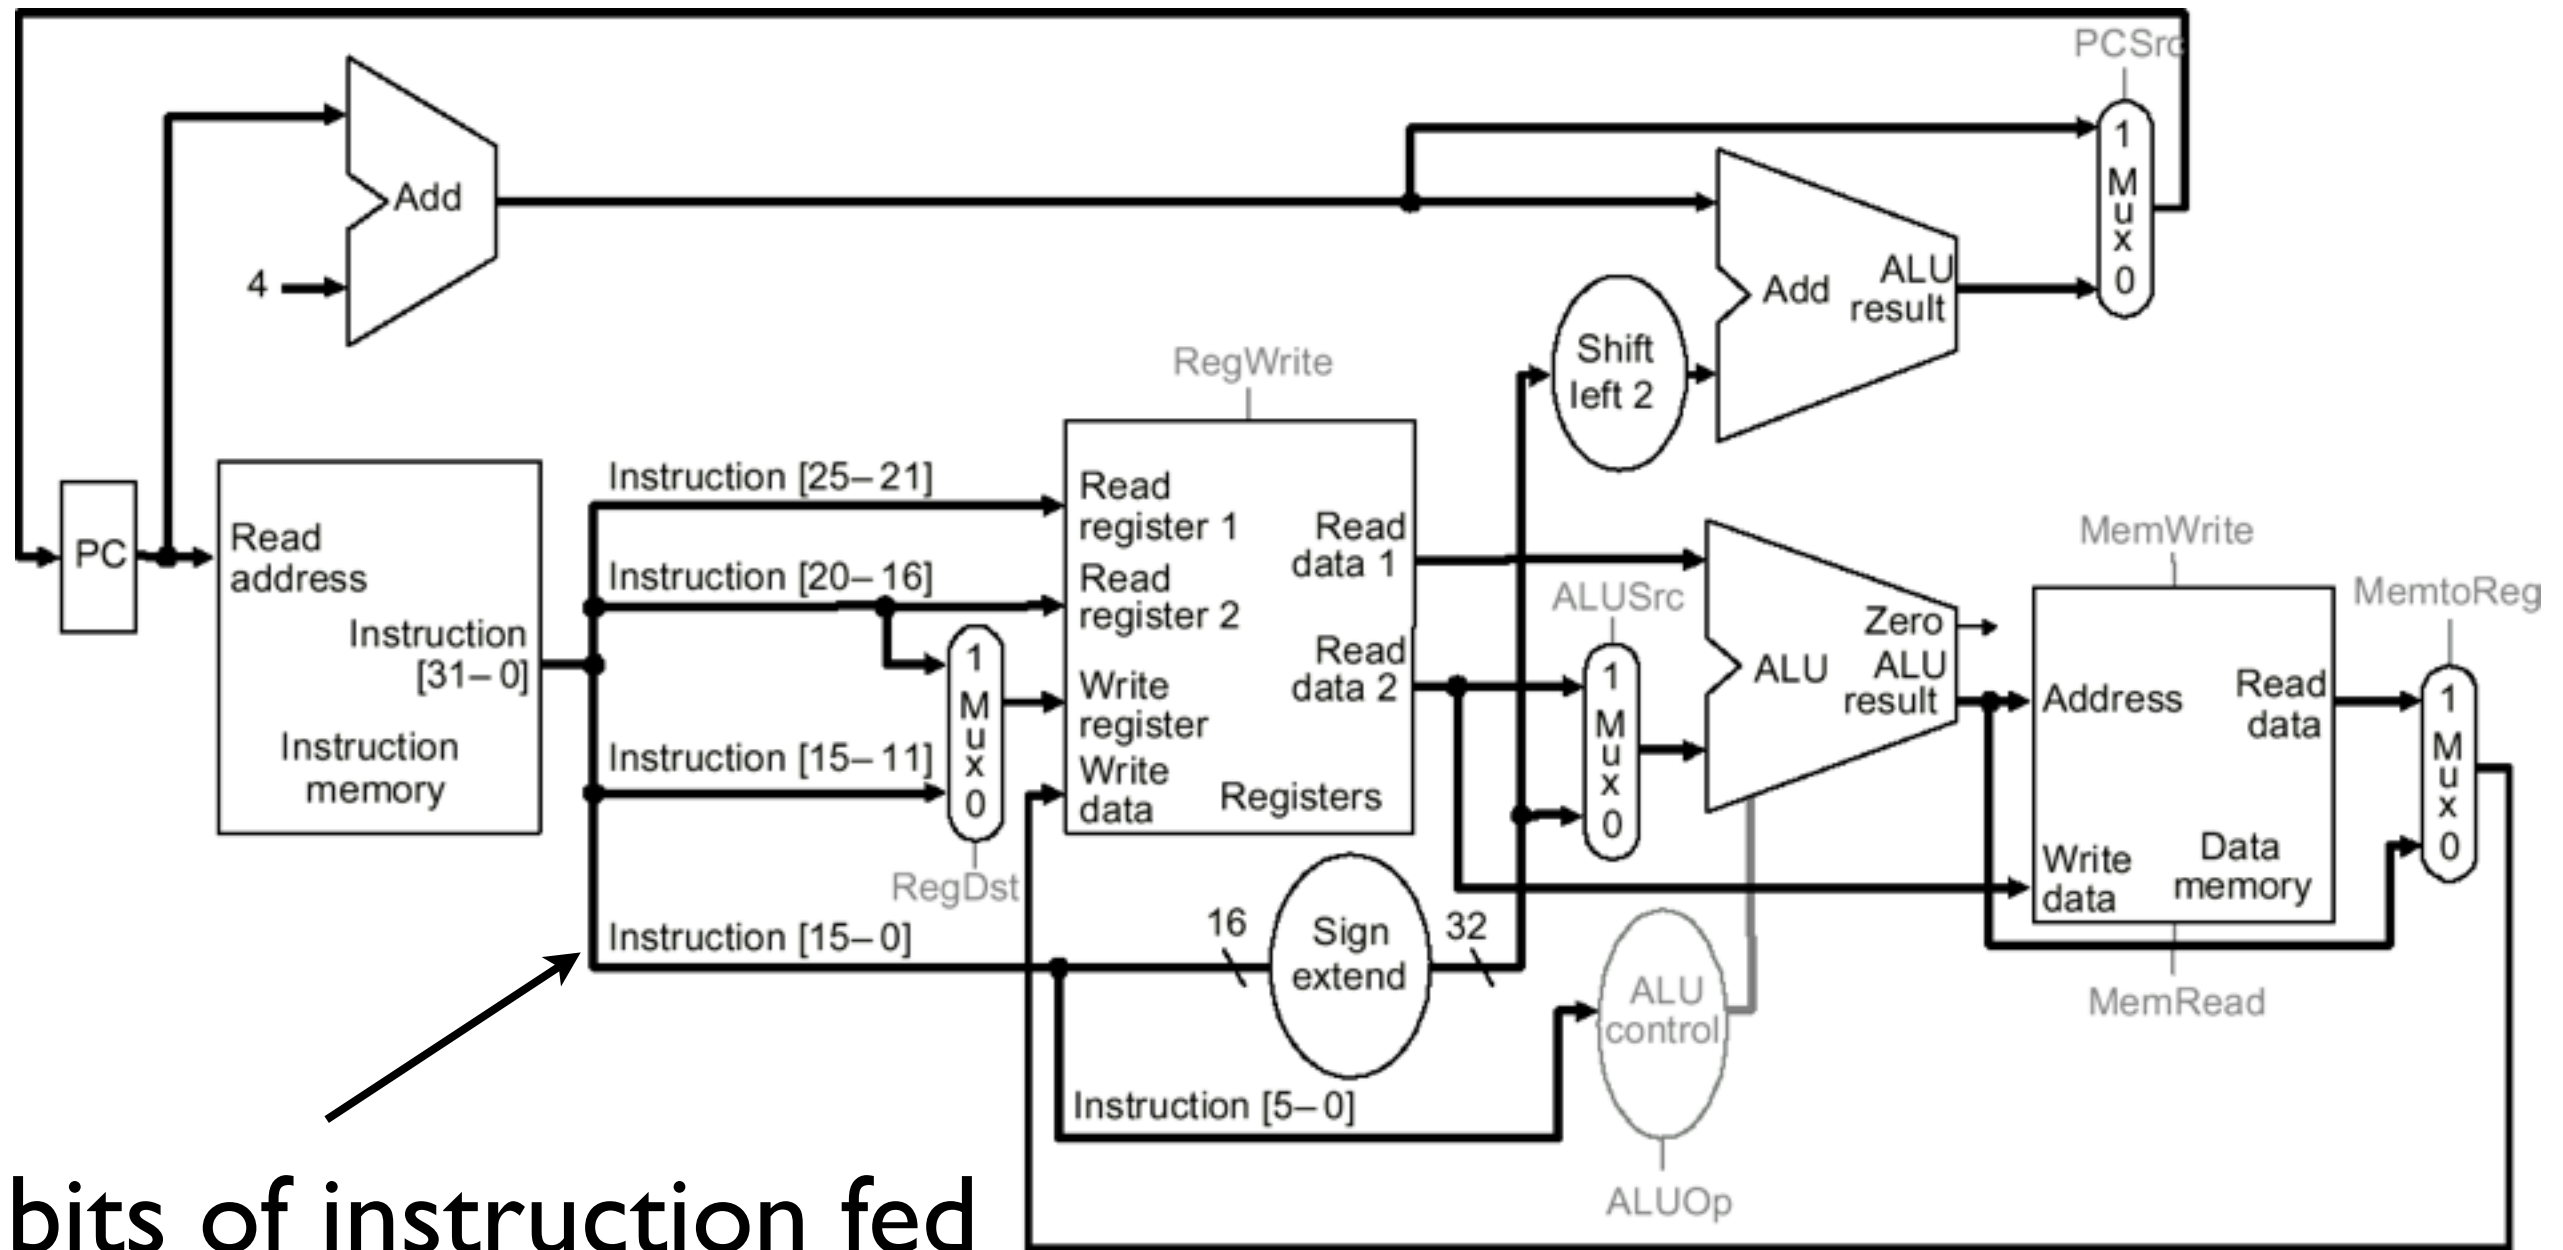 PCSrc
1
M
u
x
0
Add
4
Add
ALU
result
Shift
left 2
RegWrite
PC
Read
address
Instruction
[31–0]
Instruction
memory
Instruction [25–21]
Instruction [20–16]
Instruction [15–11]
Instruction [15–0]
1
M
u
x
0
RegDst
Read
register 1
Read
register 2
Write
register
Write
data
Read
data 1
Read
data 2
Registers
16
Sign
extend
32
ALUSrc
1
M
u
x
0
Zero
ALU
ALU
result
MemWrite
Address
Read
data
Write
data
Data
memory
MemRead
MemtoReg
1
M
u
x
0
ALU
control
ALUOp
Instruction [5–0]
bits of instruction fed